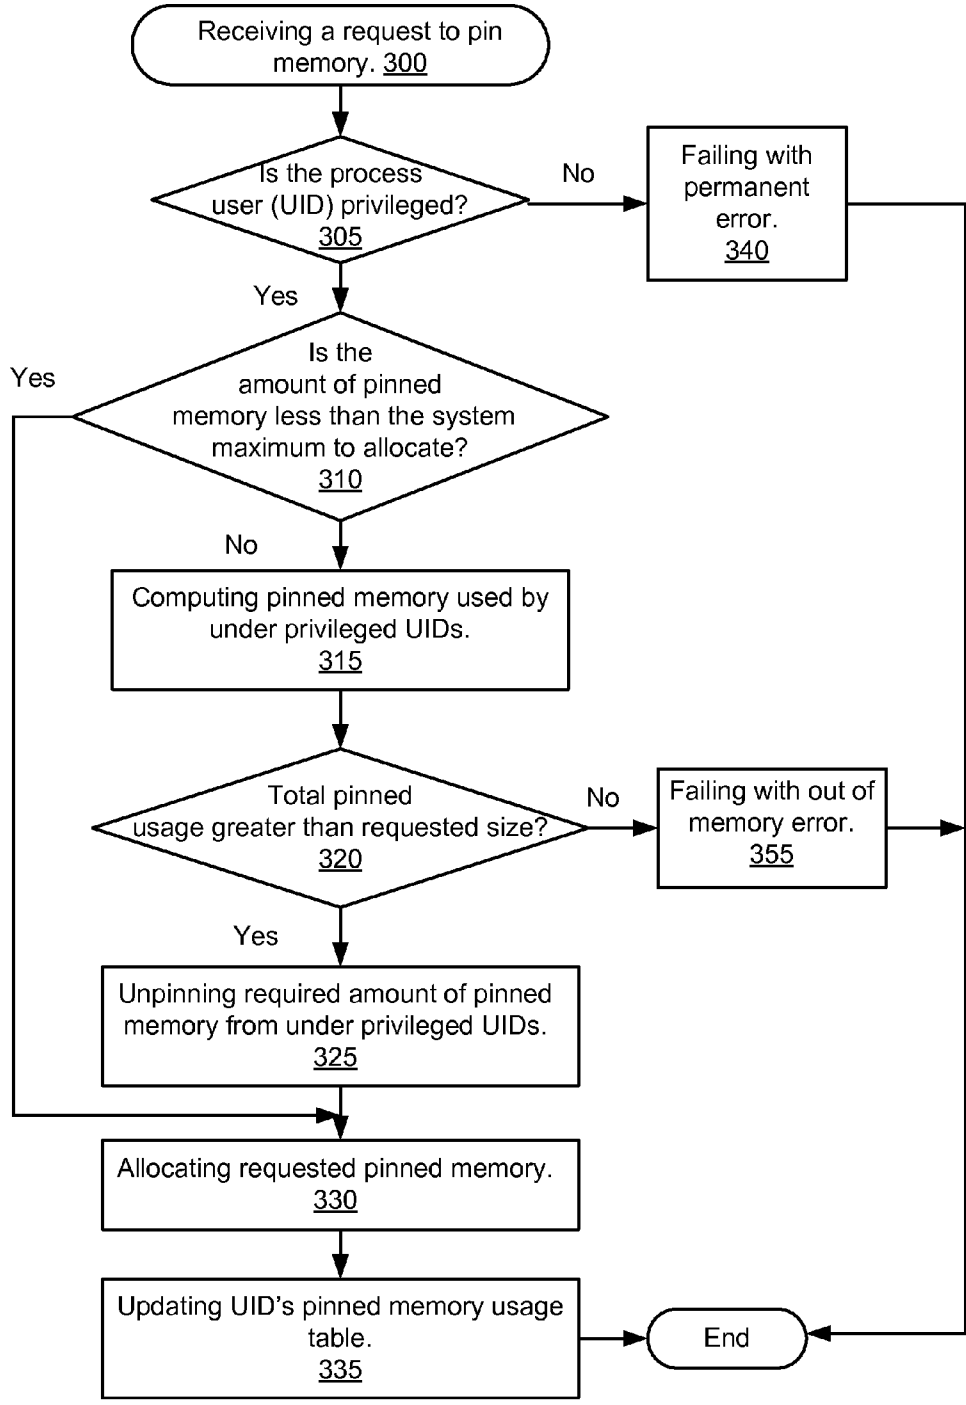 Receiving a request to pin
memory. 300
Is the process
user (UID) privileged?
305
No
Failing with
permanent
error.
340
Yes
Is the
amount of pinned
memory less than the system
maximum to allocate?
310
Yes
No
Computing pinned memory used by
under privileged UIDs.
315
Total pinned
usage greater than requested size?
320
No
Failing with out of
memory error.
355
Yes
Unpinning required amount of pinned
memory from under privileged UIDs.
325
Allocating requested pinned memory.
330
Updating UID's pinned memory usage
table.
335
End